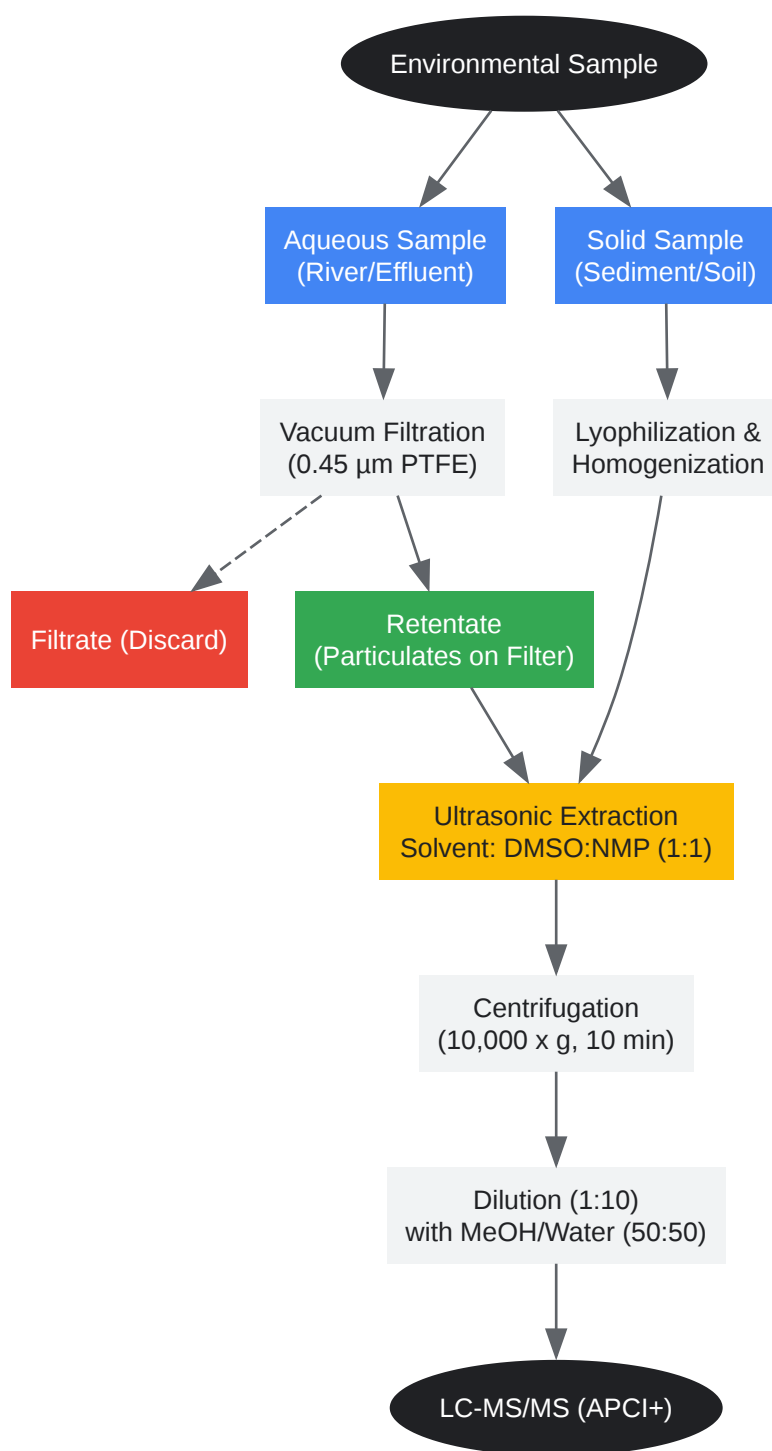 Environmental Sample
Aqueous Sample
(River/Effluent)
Solid Sample
(Sediment/Soil)
Vacuum Filtration
(0.45 µm PTFE)
Lyophilization &
Homogenization
Filtrate (Discard)
Retentate
(Particulates on Filter)
Ultrasonic Extraction
Solvent: DMSO:NMP (1:1)
Centrifugation
(10,000 x g, 10 min)
Dilution (1:10)
with MeOH/Water (50:50)
LC-MS/MS (APCI+)